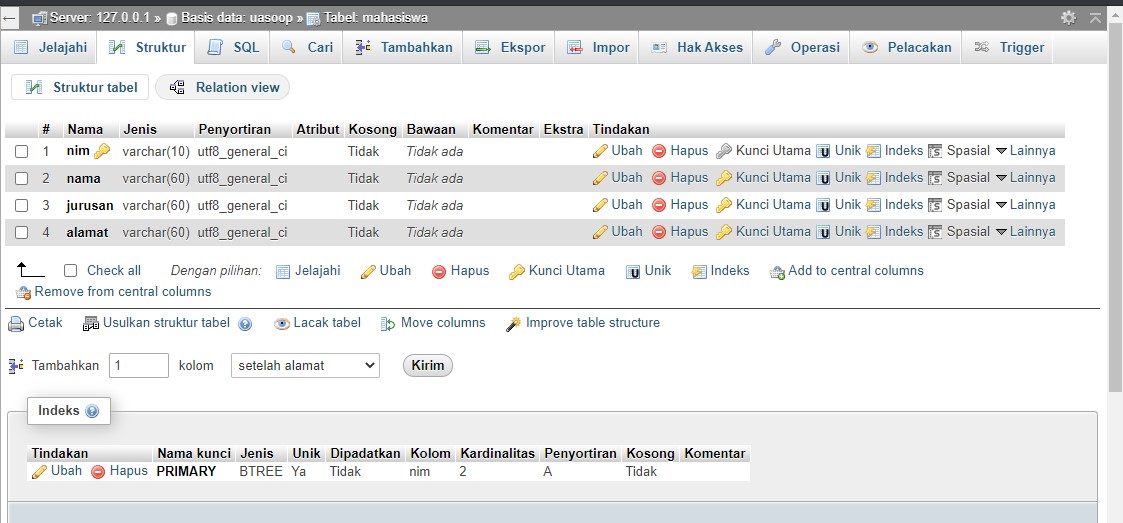 Server: 127.0.0.1 » Basis data: uasoop » Tabel: mahasiswa
Jelajahi Struktur SQL Cari Tambahkan Ekspor Impor Hak Akses Operasi Pelacakan Trigger
Struktur tabel Relation view
# Nama Jenis Penyortiran Atribut Kosong Bawaan Komentar Ekstra Tindakan
1 nim varchar(10) utf8_general_ci Tidak Tidak ada Ubah Hapus Kunci Utama Unik Indeks Spasial Lainnya
2 nama varchar(60) utf8_general_ci Tidak Tidak ada Ubah Hapus Kunci Utama Unik Indeks Spasial Lainnya
3 jurusan varchar(60) utf8_general_ci Tidak Tidak ada Ubah Hapus Kunci Utama Unik Indeks Spasial Lainnya
4 alamat varchar(60) utf8_general_ci Tidak Tidak ada Ubah Hapus Kunci Utama Unik Indeks Spasial Lainnya
Check all Dengan pilihan: Jelajahi Ubah Hapus Kunci Utama Unik Indeks Add to central columns
Remove from central columns
Cetak Usulkan struktur tabel Lacak tabel Move columns Improve table structure
Tambahkan 1 kolom setelah alamat Kirim
Indeks
Tindakan Nama kunci Jenis Unik Dipadatkan Kolom Kardinalitas Penyortiran Kosong Komentar
Ubah Hapus PRIMARY BTREE Ya Tidak nim 2 A Tidak